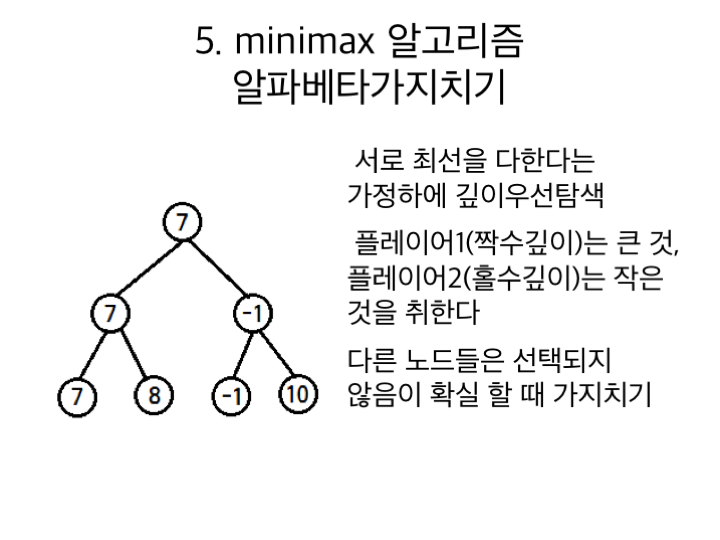 5. minimax 알고리즘
알파베타가지치기
서로 최선을 다한다는
가정하에 깊이우선탐색
플레이어1(짝수깊이)는 큰 것,
플레이어2(홀수깊이)는 작은
것을 취한다
다른 노드들은 선택되지
않음이 확실 할 때 가지치기
7
7 -1
7 8 -1 10